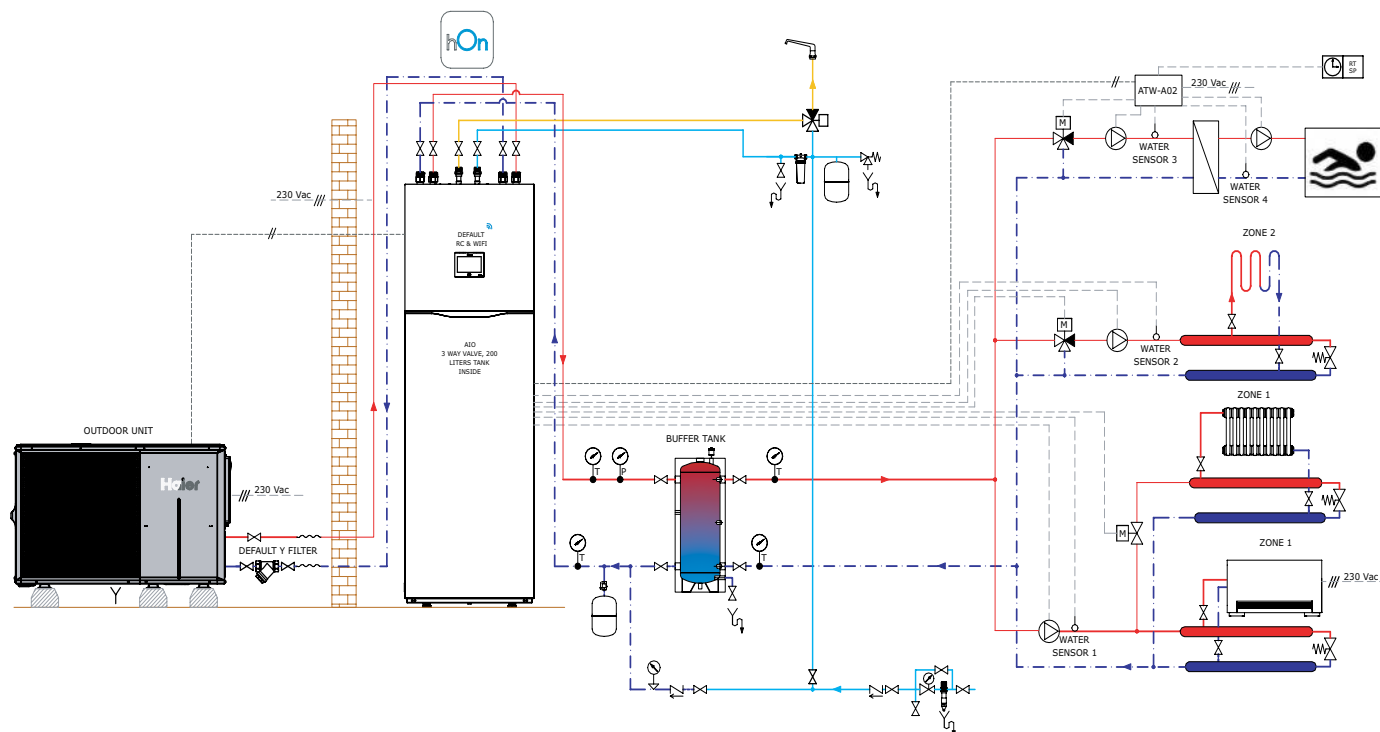 hOn
230 Vac
ATW-A02
RT
SP
M
WATER
SENSOR 3
WATER
SENSOR 4
230 Vac
DEFAULT
RC & WIFI
ZONE 2
M
WATER
SENSOR 2
AIO
3 WAY VALVE, 200
LITERS TANK
INSIDE
ZONE 1
OUTDOOR UNIT
BUFFER TANK
Haier
T
P
T
230 Vac
M
DEFAULT Y FILTER
T
T
ZONE 1
230 Vac
WATER
SENSOR 1